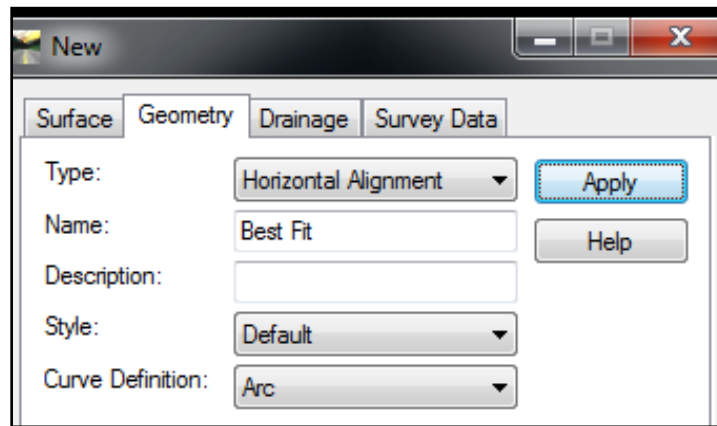 New
Surface Geometry Drainage Survey Data
Type: Horizontal Alignment Apply
Name: Best Fit Help
Description:
Style: Default
Curve Definition: Arc